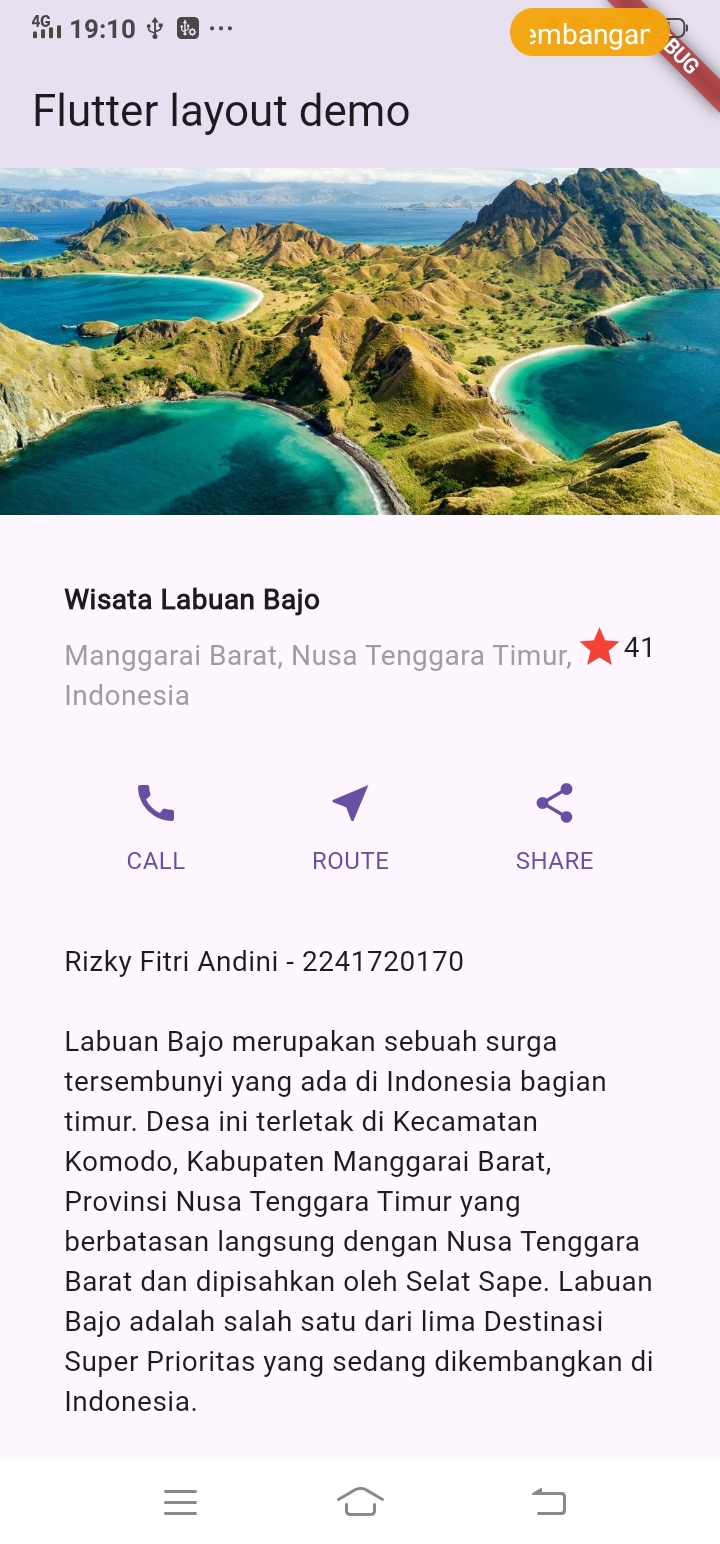 4G 19:10
embangan
BUG
Flutter layout demo
Wisata Labuan Bajo
Manggarai Barat, Nusa Tenggara Timur,
Indonesia
41
CALL ROUTE SHARE
Rizky Fitri Andini - 2241720170
Labuan Bajo merupakan sebuah surga
tersembunyi yang ada di Indonesia bagian
timur. Desa ini terletak di Kecamatan
Komodo, Kabupaten Manggarai Barat,
Provinsi Nusa Tenggara Timur yang
berbatasan langsung dengan Nusa Tenggara
Barat dan dipisahkan oleh Selat Sape. Labuan
Bajo adalah salah satu dari lima Destinasi
Super Prioritas yang sedang dikembangkan di
Indonesia.